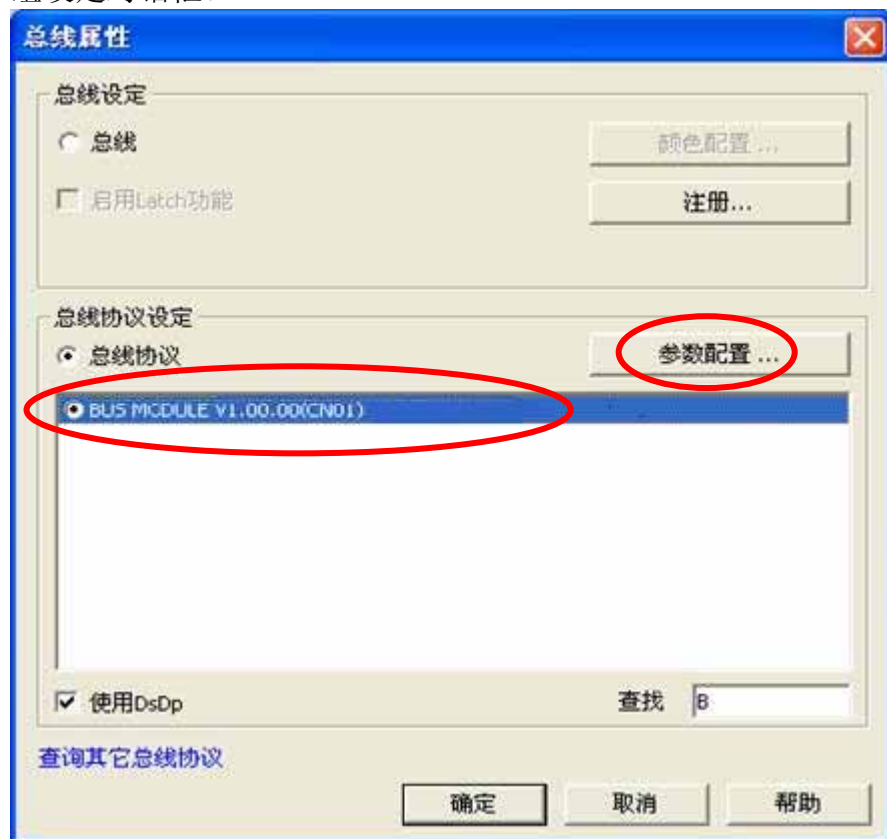 总线属性
总线设定
总线
颜色配置 ...
启用Latch功能
注册...
总线协议设定
总线协议
参数配置 ...
BUS MODULE V1.00.00(CN01)
使用DsDp
查找 B
查询其它总线协议
确定 取消 帮助